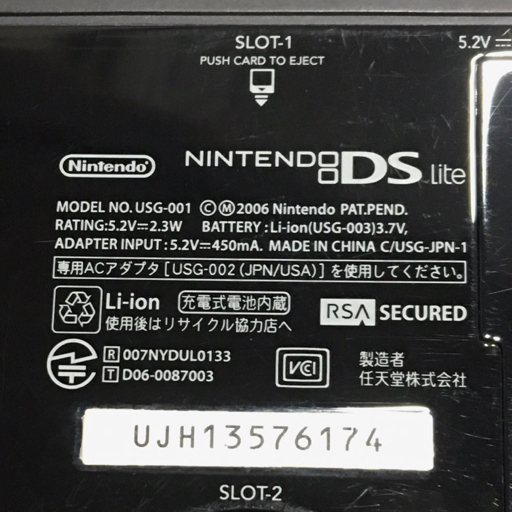 SLOT-1
PUSH CARD TO EJECT
5.2V⎓
Nintendo NINTENDO DS Lite
MODEL NO. USG-001 ⒸⓂ2006 Nintendo PAT.PEND.
RATING:5.2V⎓2.3W BATTERY:Li-ion(USG-003)3.7V,
ADAPTER INPUT:5.2V⎓450mA. MADE IN CHINA C/USG-JPN-1
専用ACアダプタ[USG-002(JPN/USA)]を使用してください。
Li-ion 充電式電池内蔵
使用後はリサイクル協力店へ
RSA SECURED
R 007NYDUL0133
T D06-0087003
VCCI
製造者
任天堂株式会社
UJH13576174
SLOT-2